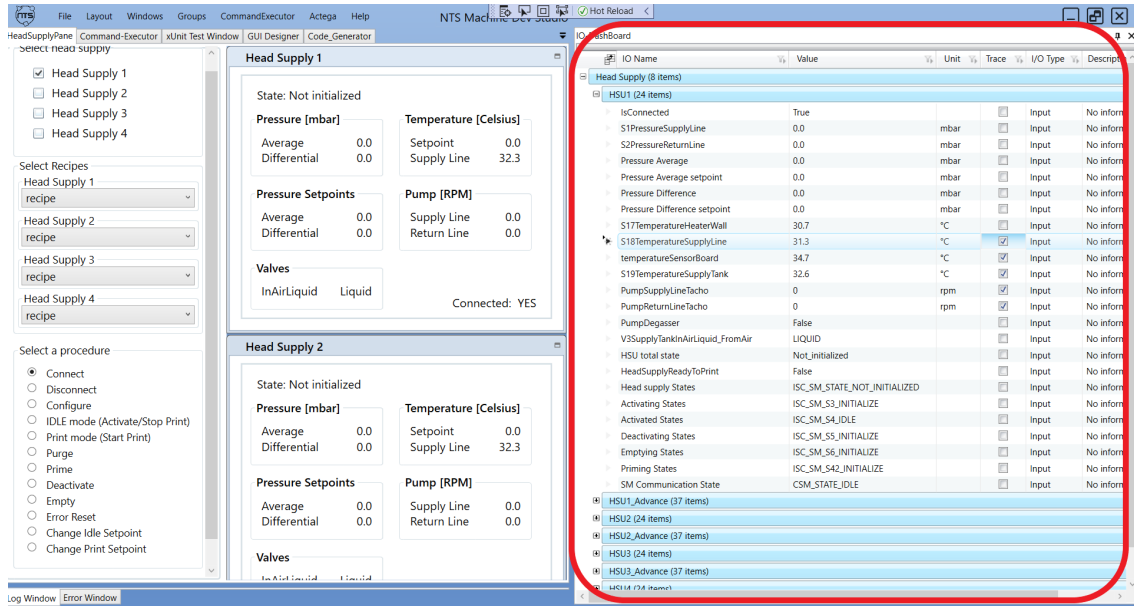 nTs File Layout Windows Groups CommandExecutor Actega Help NTS Machine Dev Studio Hot Reload
HeadSupplyPane Command-Executor xUnit Test Window GUI Designer Code_Generator
Select head supply
Head Supply 1
Head Supply 2
Head Supply 3
Head Supply 4
Select Recipes
Head Supply 1
recipe
Head Supply 2
recipe
Head Supply 3
recipe
Head Supply 4
recipe
Select a procedure
Connect
Disconnect
Configure
IDLE mode (Activate/Stop Print)
Print mode (Start Print)
Purge
Prime
Deactivate
Empty
Error Reset
Change Idle Setpoint
Change Print Setpoint
Head Supply 1
State: Not initialized
Pressure [mbar] Temperature [Celsius]
Average 0.0 Setpoint 0.0
Differential 0.0 Supply Line 32.3
Pressure Setpoints Pump [RPM]
Average 0.0 Supply Line 0.0
Differential 0.0 Return Line 0.0
Valves
InAirLiquid Liquid
Connected: YES
Head Supply 2
State: Not initialized
Pressure [mbar] Temperature [Celsius]
Average 0.0 Setpoint 0.0
Differential 0.0 Supply Line 32.3
Pressure Setpoints Pump [RPM]
Average 0.0 Supply Line 0.0
Differential 0.0 Return Line 0.0
Valves
InAirLiquid Liquid
IO DashBoard
IO Name Value Unit Trace I/O Type Descriptio
Head Supply (8 items)
HSU1 (24 items)
IsConnected True Input No inform
S1PressureSupplyLine 0.0 mbar Input No inform
S2PressureReturnLine 0.0 mbar Input No inform
Pressure Average 0.0 mbar Input No inform
Pressure Average setpoint 0.0 mbar Input No inform
Pressure Difference 0.0 mbar Input No inform
Pressure Difference setpoint 0.0 mbar Input No inform
S17TemperatureHeaterWall 30.7 °C Input No inform
S18TemperatureSupplyLine 31.3 °C Input No inform
temperatureSensorBoard 34.7 °C Input No inform
S19TemperatureSupplyTank 32.6 °C Input No inform
PumpSupplyLineTacho 0 rpm Input No inform
PumpReturnLineTacho 0 rpm Input No inform
PumpDegasser False Input No inform
V3SupplyTankInAirLiquid_FromAir LIQUID Input No inform
HSU total state Not_initialized Input No inform
HeadSupplyReadyToPrint False Input No inform
Head supply States ISC_SM_STATE_NOT_INITIALIZED Input No inform
Activating States ISC_SM_S3_INITIALIZE Input No inform
Activated States ISC_SM_S4_IDLE Input No inform
Deactivating States ISC_SM_S5_INITIALIZE Input No inform
Emptying States ISC_SM_S6_INITIALIZE Input No inform
Priming States ISC_SM_S42_INITIALIZE Input No inform
SM Communication State CSM_STATE_IDLE Input No inform
HSU1_Advance (37 items)
HSU2 (24 items)
HSU2_Advance (37 items)
HSU3 (24 items)
HSU3_Advance (37 items)
HSU4 (24 items)
Log Window Error Window